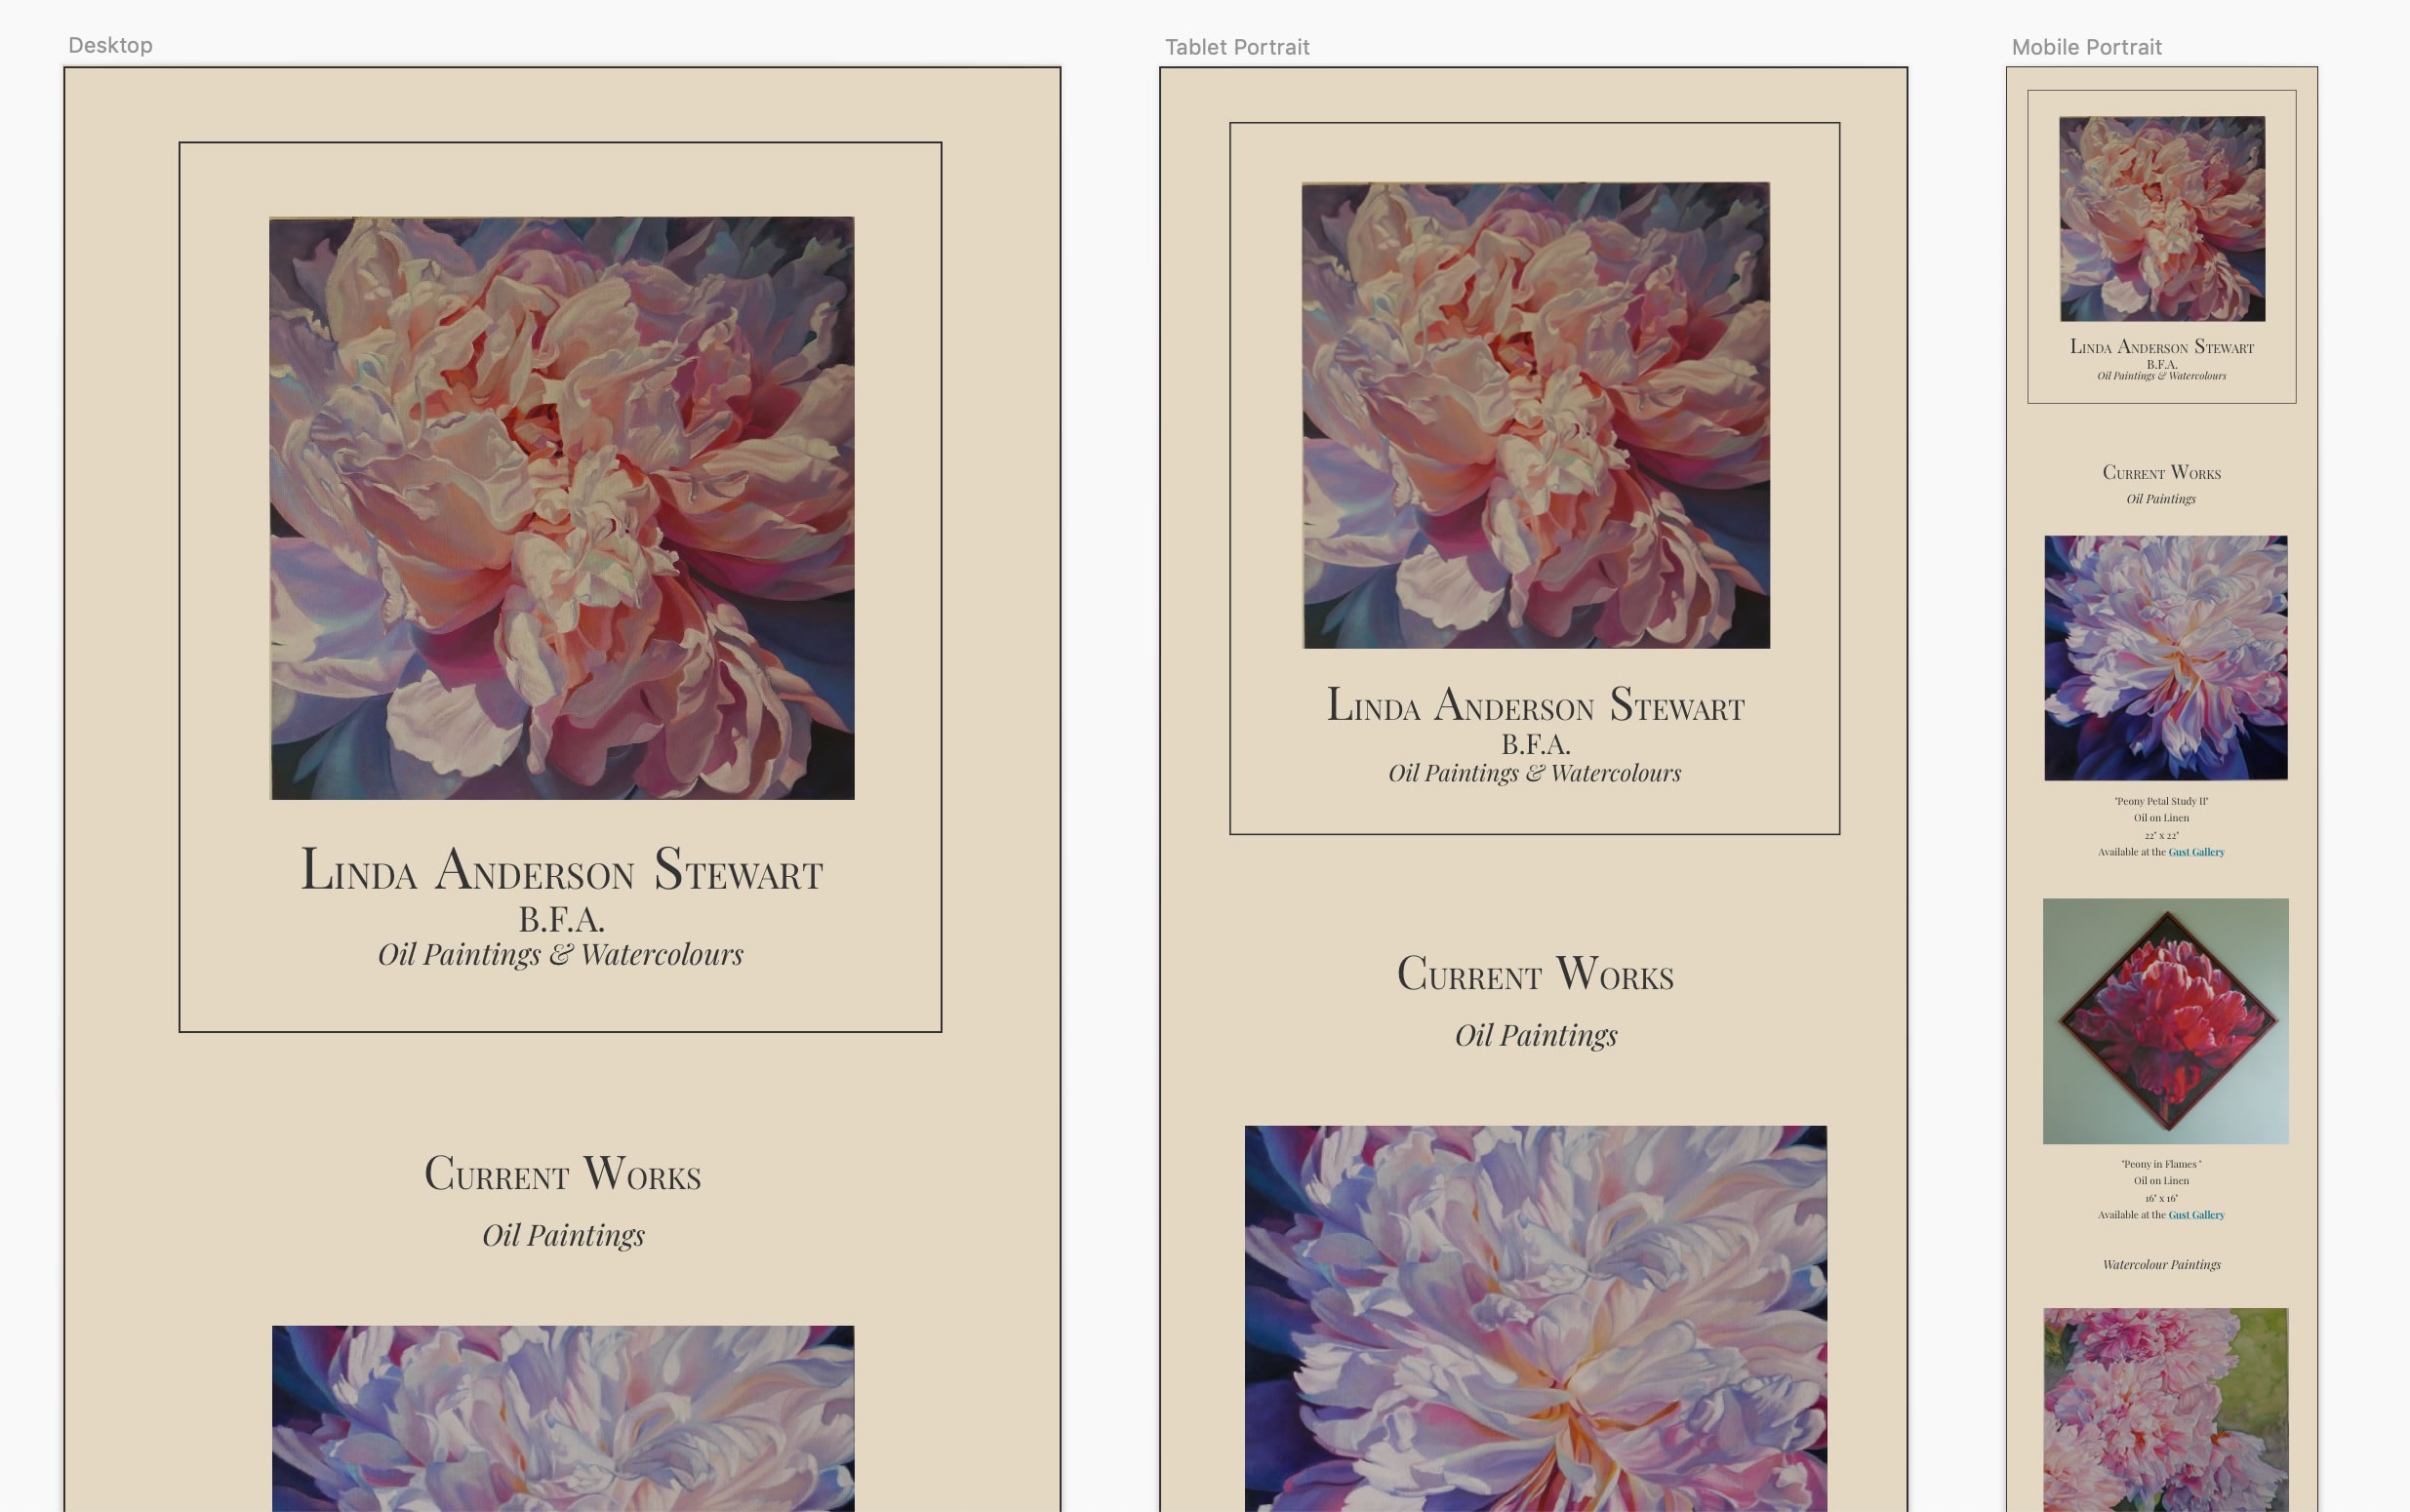 Desktop
Linda Anderson Stewart
B.F.A.
Oil Paintings & Watercolours
Current Works
Oil Paintings
Tablet Portrait
Linda Anderson Stewart
B.F.A.
Oil Paintings & Watercolours
Current Works
Oil Paintings
Mobile Portrait
Linda Anderson Stewart
B.F.A.
Oil Paintings & Watercolours
Current Works
Oil Paintings
"Peony Petal Study II"
Oil on Linen
22" x 22"
Available at the Gust Gallery
"Peony in Flames "
Oil on Linen
16" x 16"
Available at the Gust Gallery
Watercolour Paintings